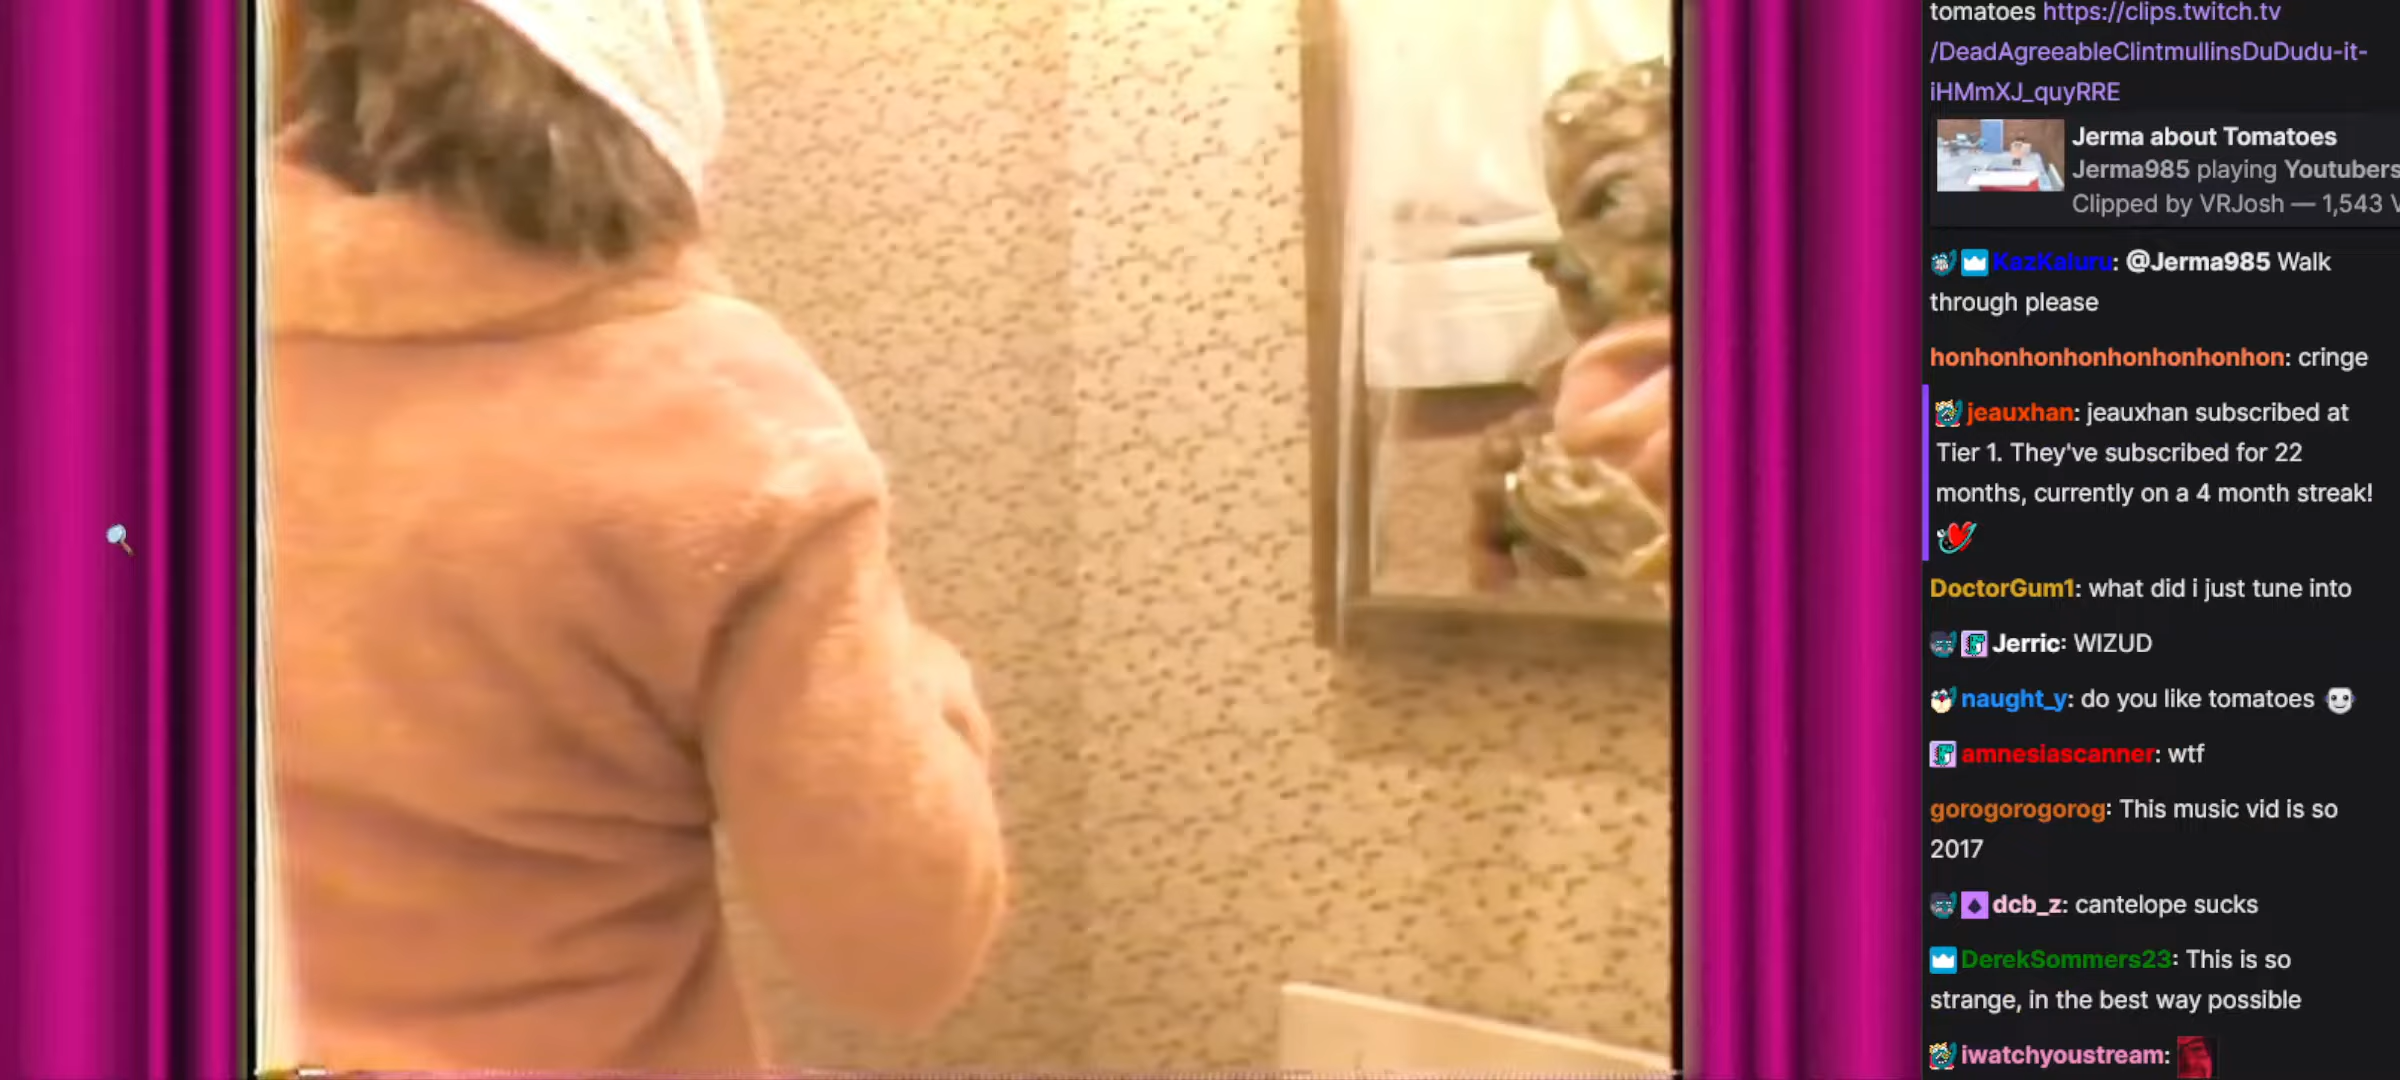 tomatoes https://clips.twitch.tv
/DeadAgreeableClintmullinsDuDudu-it-
iHMmXJ_quyRRE
Jerma about Tomatoes
Jerma985 playing Youtubers
Clipped by VRJosh — 1,543 V
KazKaluru: @Jerma985 Walk
through please
honhonhonhonhonhonhonhon: cringe
jeauxhan: jeauxhan subscribed at
Tier 1. They've subscribed for 22
months, currently on a 4 month streak!
DoctorGum1: what did i just tune into
Jerric: WIZUD
naught_y: do you like tomatoes
amnesiascanner: wtf
gorogorogorog: This music vid is so
2017
dcb_z: cantelope sucks
DerekSommers23: This is so
strange, in the best way possible
iwatchyoustream: